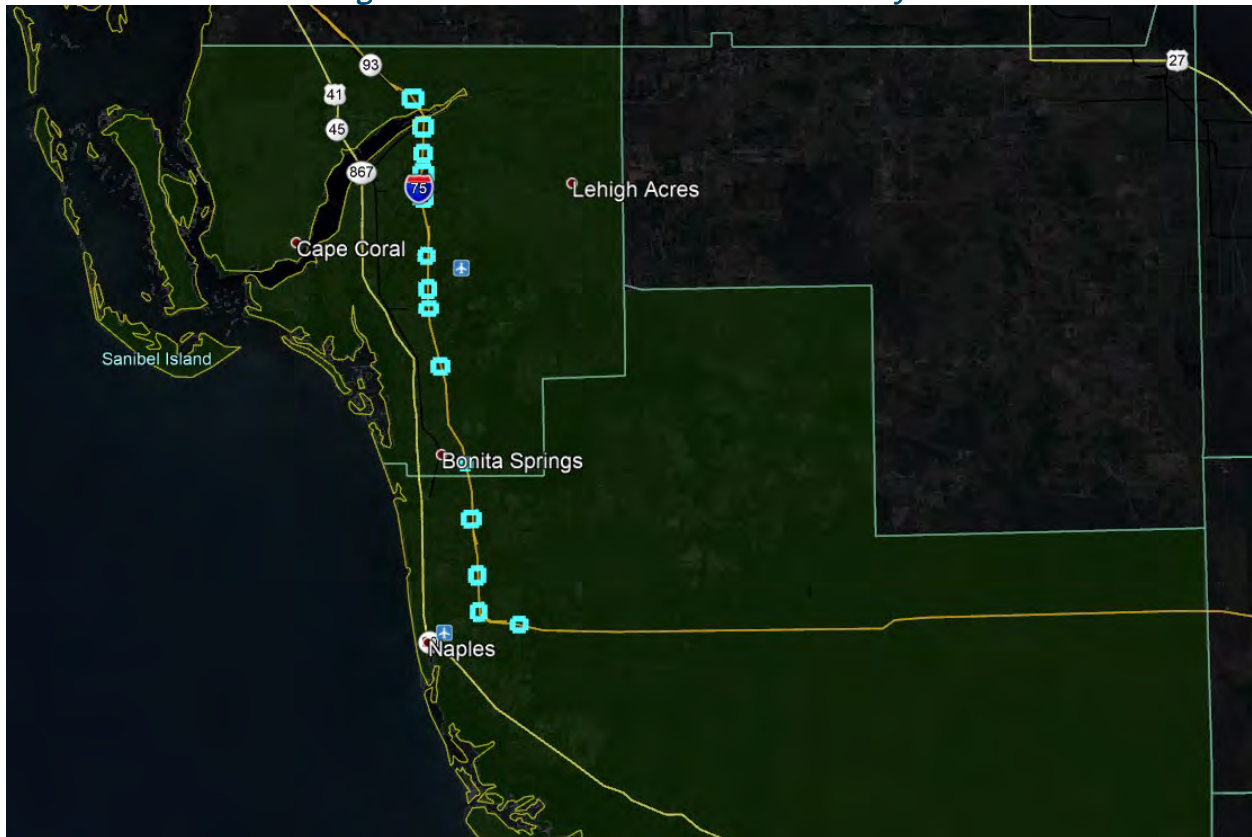 93
27
41
45
867
75
Lehigh Acres
Cape Coral
Sanibel Island
Bonita Springs
Naples